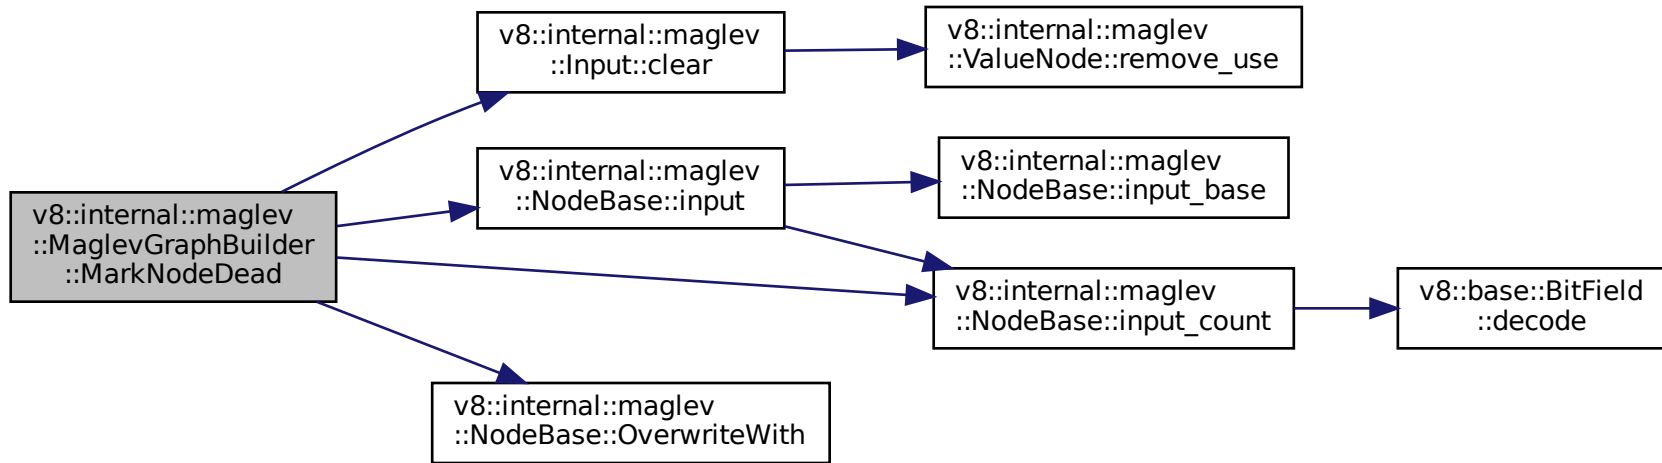 v8::internal::maglev
::MaglevGraphBuilder
::MarkNodeDead
v8::internal::maglev
::Input::clear
v8::internal::maglev
::ValueNode::remove_use
v8::internal::maglev
::NodeBase::input
v8::internal::maglev
::NodeBase::input_base
v8::internal::maglev
::NodeBase::input_count
v8::base::BitField
::decode
v8::internal::maglev
::NodeBase::OverwriteWith